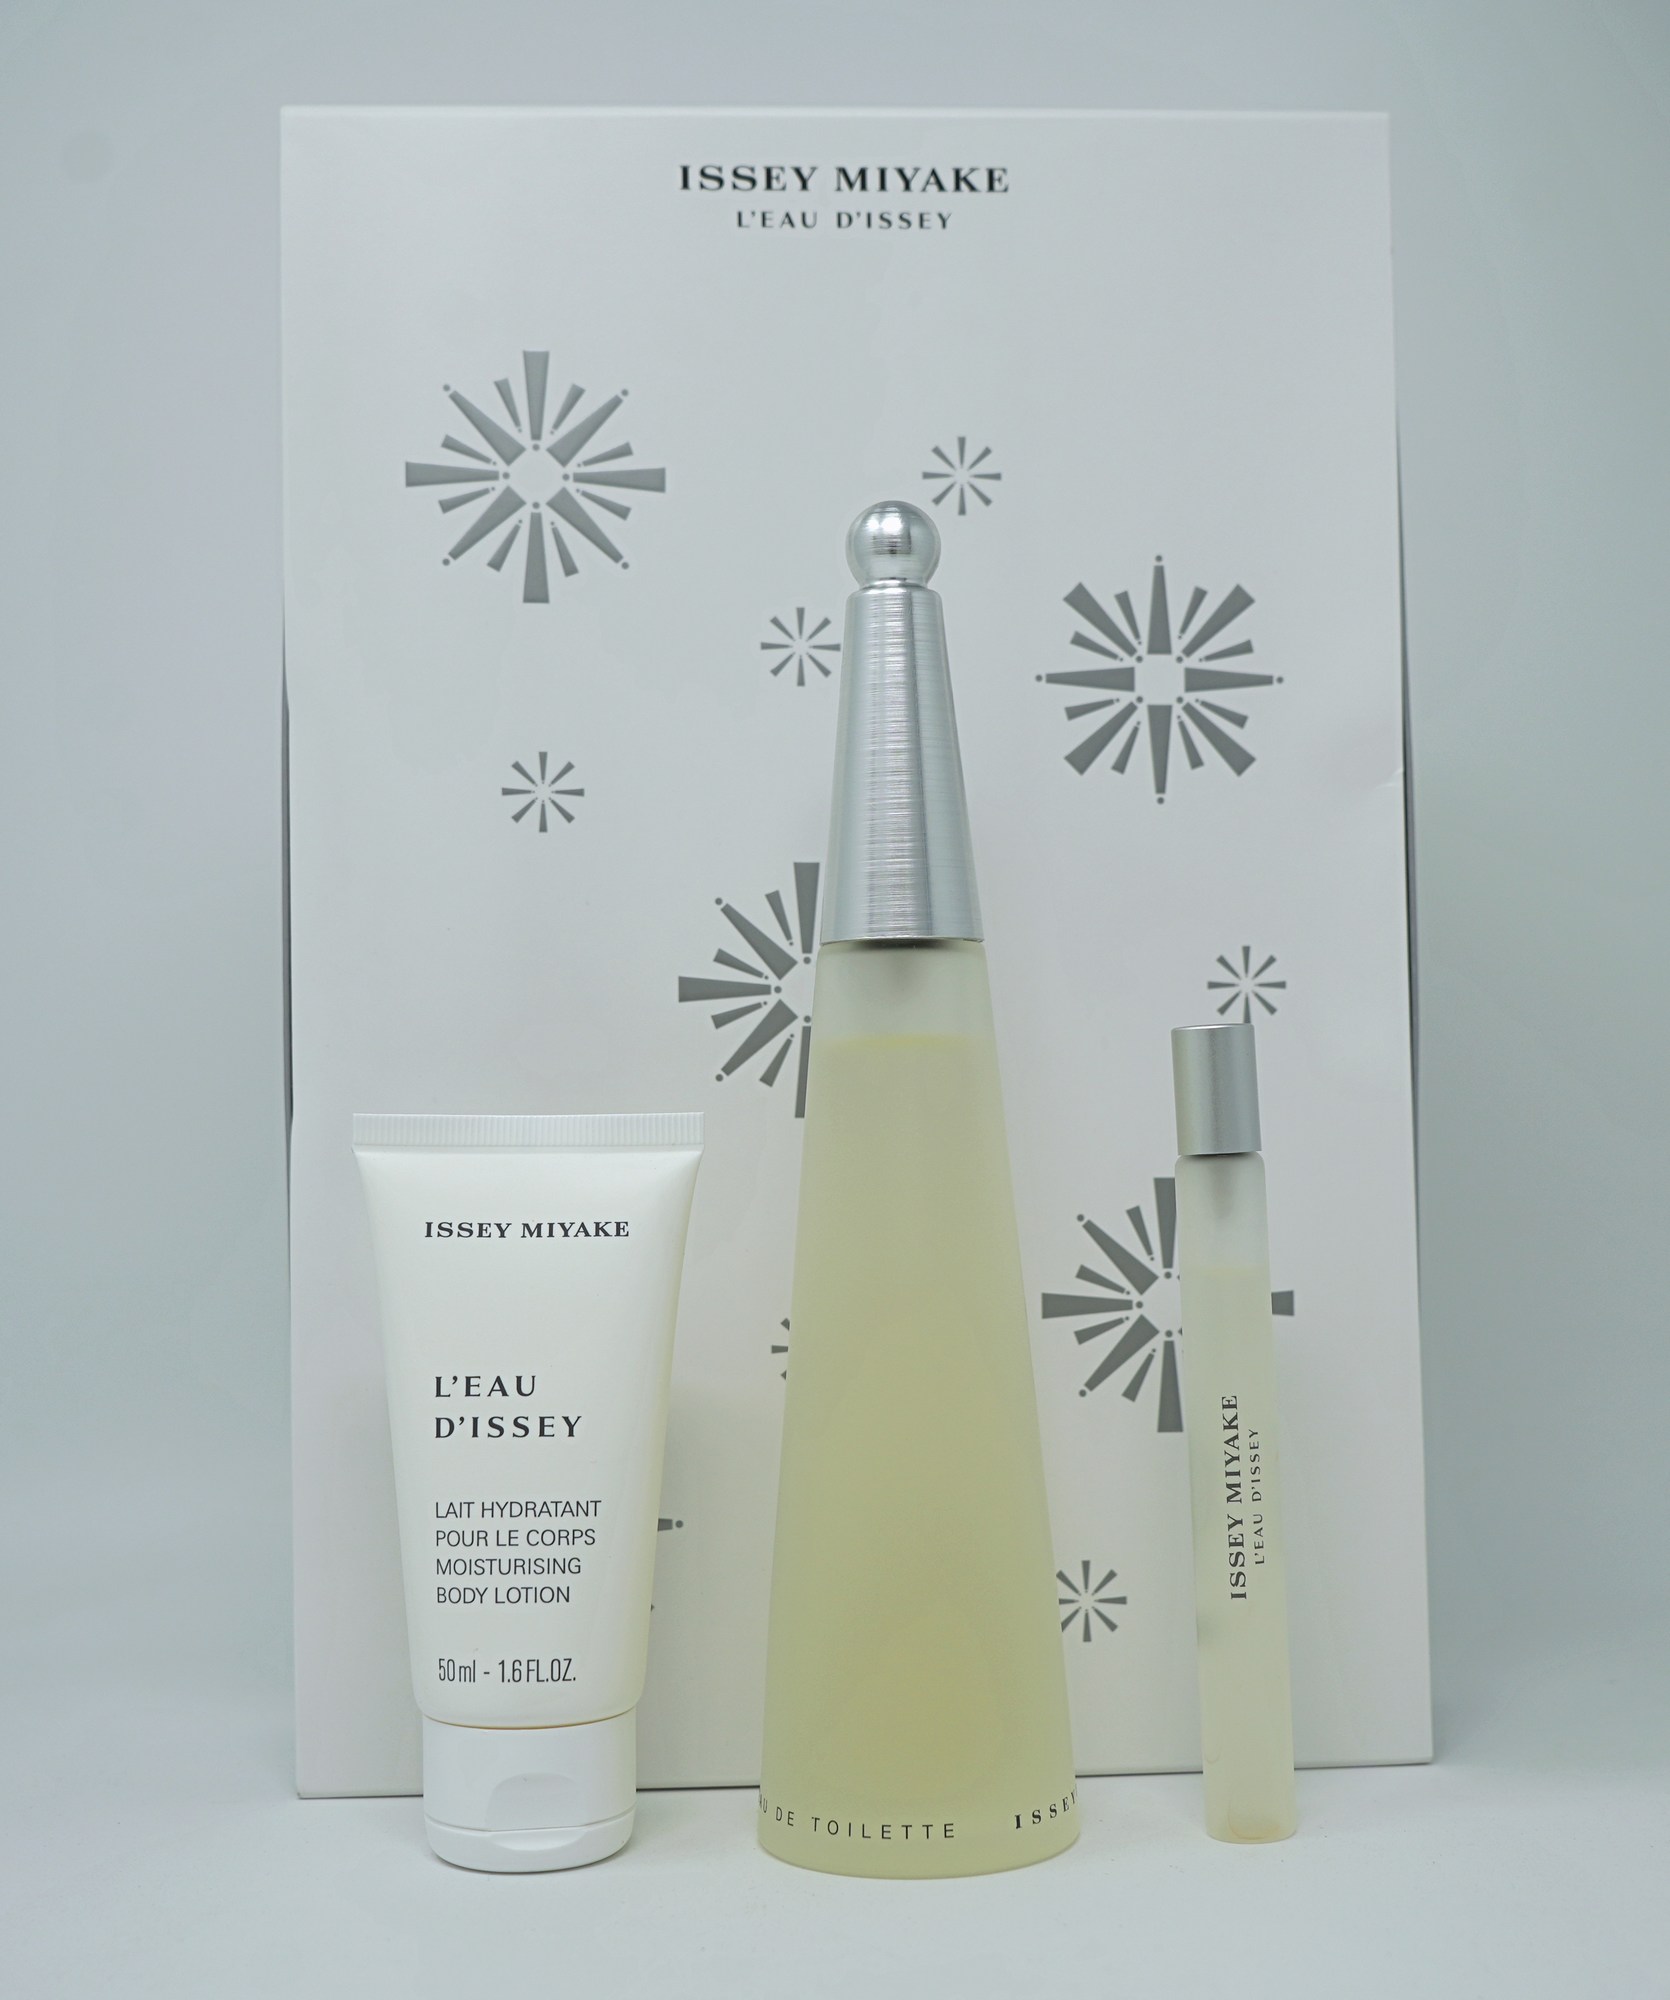 ISSEY MIYAKE
L'EAU D'ISSEY
ISSEY MIYAKE
L'EAU
D'ISSEY
LAIT HYDRATANT
POUR LE CORPS
MOISTURISING
BODY LOTION
50ml - 1.6 FL.OZ.
DE TOILETTE ISSEY
ISSEY MIYAKE
L'EAU D'ISSEY